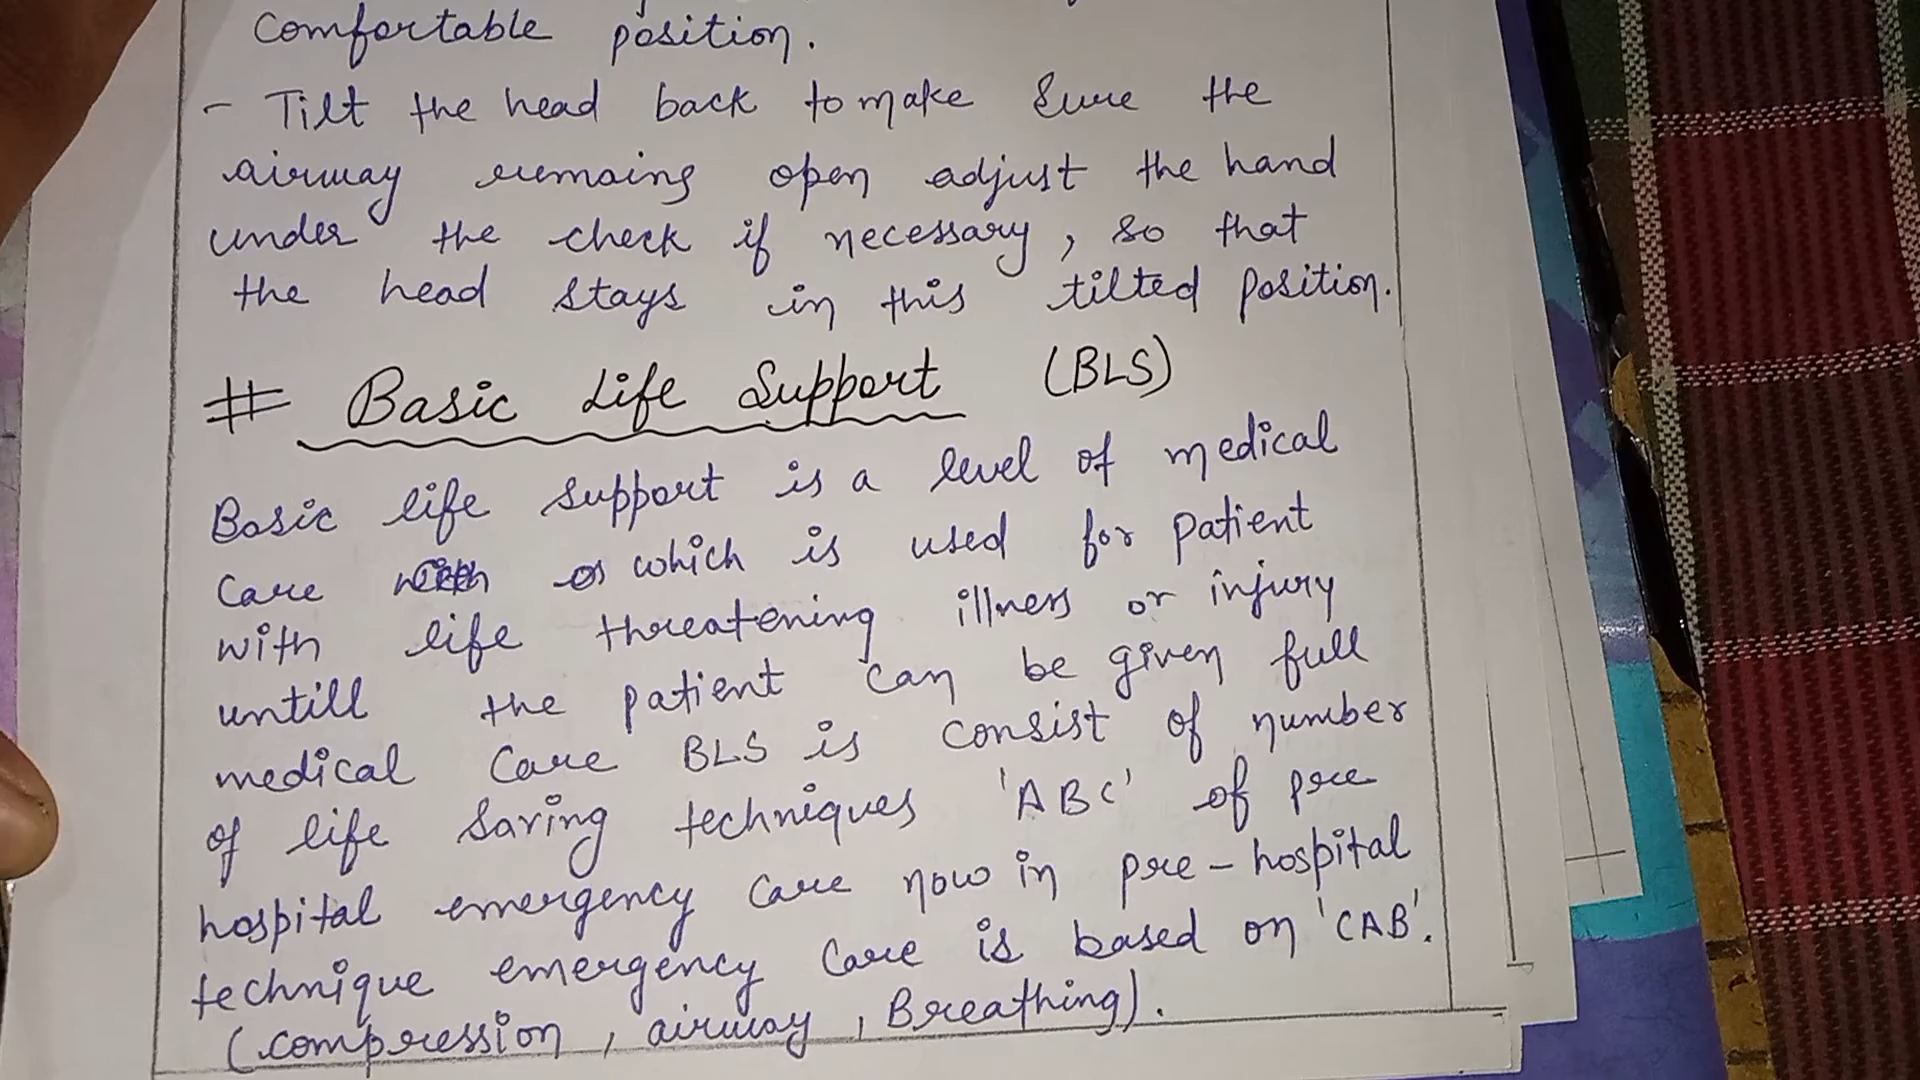 comfortable position.
- Tilt the head back to make sure the
airway remains open adjust the hand
under the check if necessary, so that
the head stays in this tilted position.
# Basic Life Support (BLS)
Basic life support is a level of medical
care which is used for patient
with life threatening illness or injury
untill the patient can be given full
medical care BLS is consist of number
of life saving techniques 'ABC' of pre
hospital emergency care now in pre-hospital
technique emergency care is based on 'CAB'.
(compression, airway, Breathing).